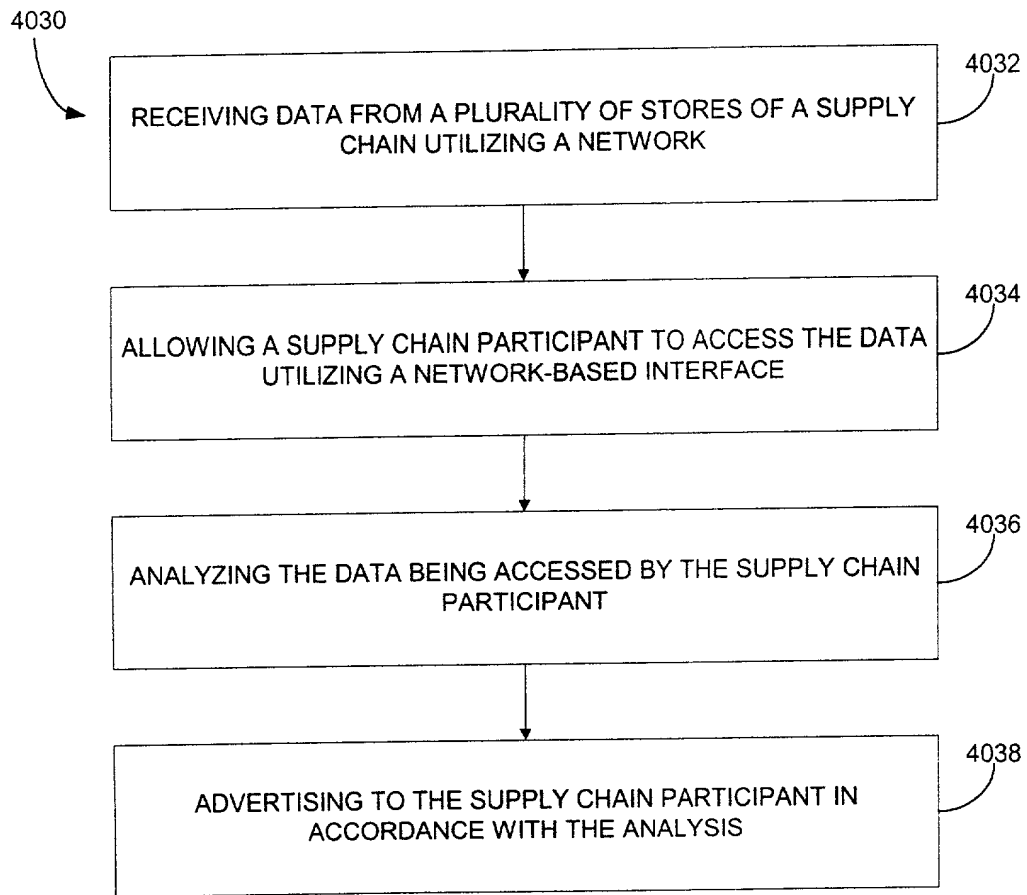 4030
4032
RECEIVING DATA FROM A PLURALITY OF STORES OF A SUPPLY
CHAIN UTILIZING A NETWORK
4034
ALLOWING A SUPPLY CHAIN PARTICIPANT TO ACCESS THE DATA
UTILIZING A NETWORK-BASED INTERFACE
4036
ANALYZING THE DATA BEING ACCESSED BY THE SUPPLY CHAIN
PARTICIPANT
4038
ADVERTISING TO THE SUPPLY CHAIN PARTICIPANT IN
ACCORDANCE WITH THE ANALYSIS